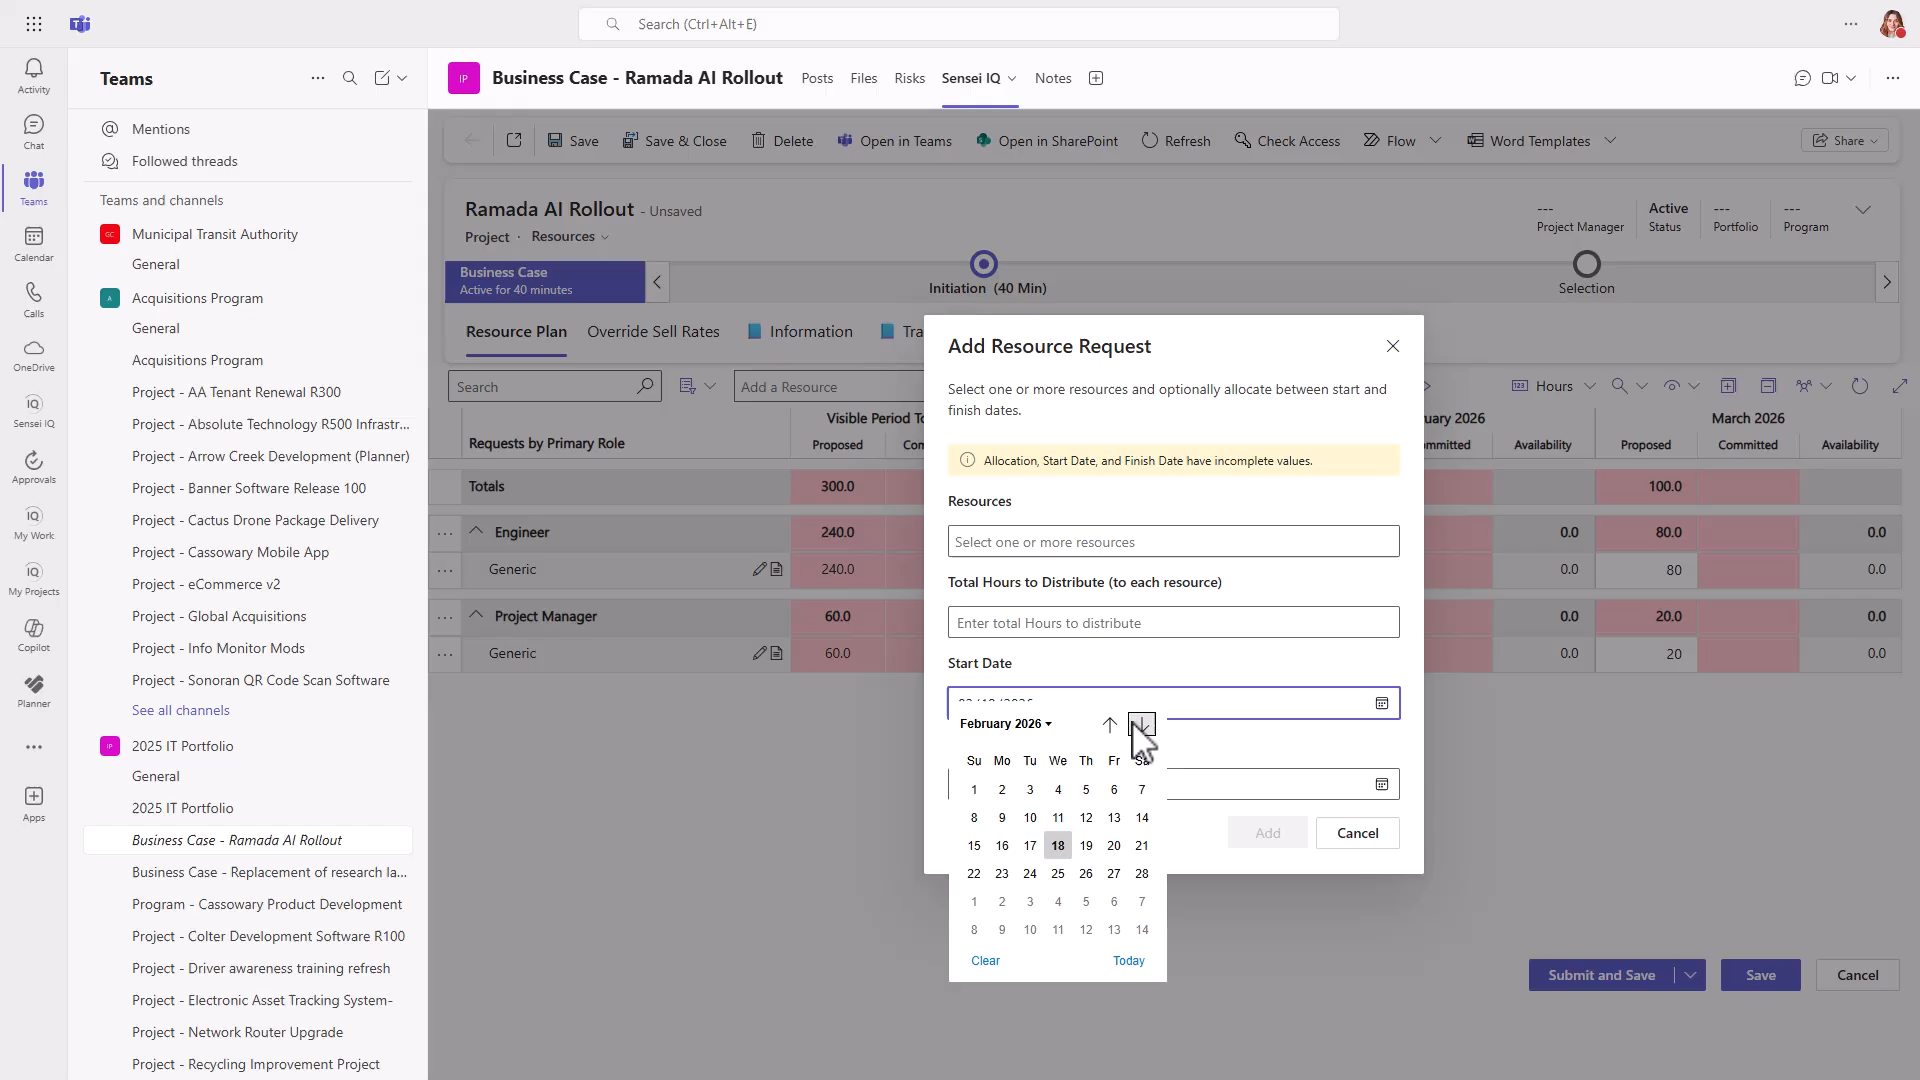 Search (Ctrl+Alt+E)
Activity
Chat
Teams
Calendar
Calls
OneDrive
Sensei IQ
Approvals
My Work
My Projects
Copilot
Planner
Apps
Teams
Mentions
Followed threads
Teams and channels
GC Municipal Transit Authority
General
A Acquisitions Program
General
Acquisitions Program
Project - AA Tenant Renewal R300
Project - Absolute Technology R500 Infrastr...
Project - Arrow Creek Development (Planner)
Project - Banner Software Release 100
Project - Cactus Drone Package Delivery
Project - Cassowary Mobile App
Project - eCommerce v2
Project - Global Acquisitions
Project - Info Monitor Mods
Project - Sonoran QR Code Scan Software
See all channels
IP 2025 IT Portfolio
General
2025 IT Portfolio
Business Case - Ramada AI Rollout
Business Case - Replacement of research la...
Program - Cassowary Product Development
Project - Colter Development Software R100
Project - Driver awareness training refresh
Project - Electronic Asset Tracking System-
Project - Network Router Upgrade
Project - Recycling Improvement Project
IP Business Case - Ramada AI Rollout Posts Files Risks Sensei IQ Notes
Save Save & Close Delete Open in Teams Open in SharePoint Refresh Check Access Flow Word Templates Share
Ramada AI Rollout - Unsaved
Project · Resources
--- Project Manager
Active Status
--- Portfolio
--- Program
Business Case
Active for 40 minutes
Initiation (40 Min)
Selection
Resource Plan Override Sell Rates Information Tra
Search Add a Resource Hours
Visible Period To uary 2026 March 2026
Requests by Primary Role Proposed Com mmitted Availability Proposed Committed Availability
Totals 300.0 100.0
Engineer 240.0 0.0 80.0 0.0
Generic 240.0 0.0 80 0.0
Project Manager 60.0 0.0 20.0 0.0
Generic 60.0 0.0 20 0.0
Add Resource Request
Select one or more resources and optionally allocate between start and
finish dates.
Allocation, Start Date, and Finish Date have incomplete values.
Resources
Select one or more resources
Total Hours to Distribute (to each resource)
Enter total Hours to distribute
Start Date
February 2026
Su Mo Tu We Th Fr Sa
1 2 3 4 5 6 7
8 9 10 11 12 13 14
15 16 17 18 19 20 21
22 23 24 25 26 27 28
1 2 3 4 5 6 7
8 9 10 11 12 13 14
Clear Today
Add Cancel
Submit and Save Save Cancel